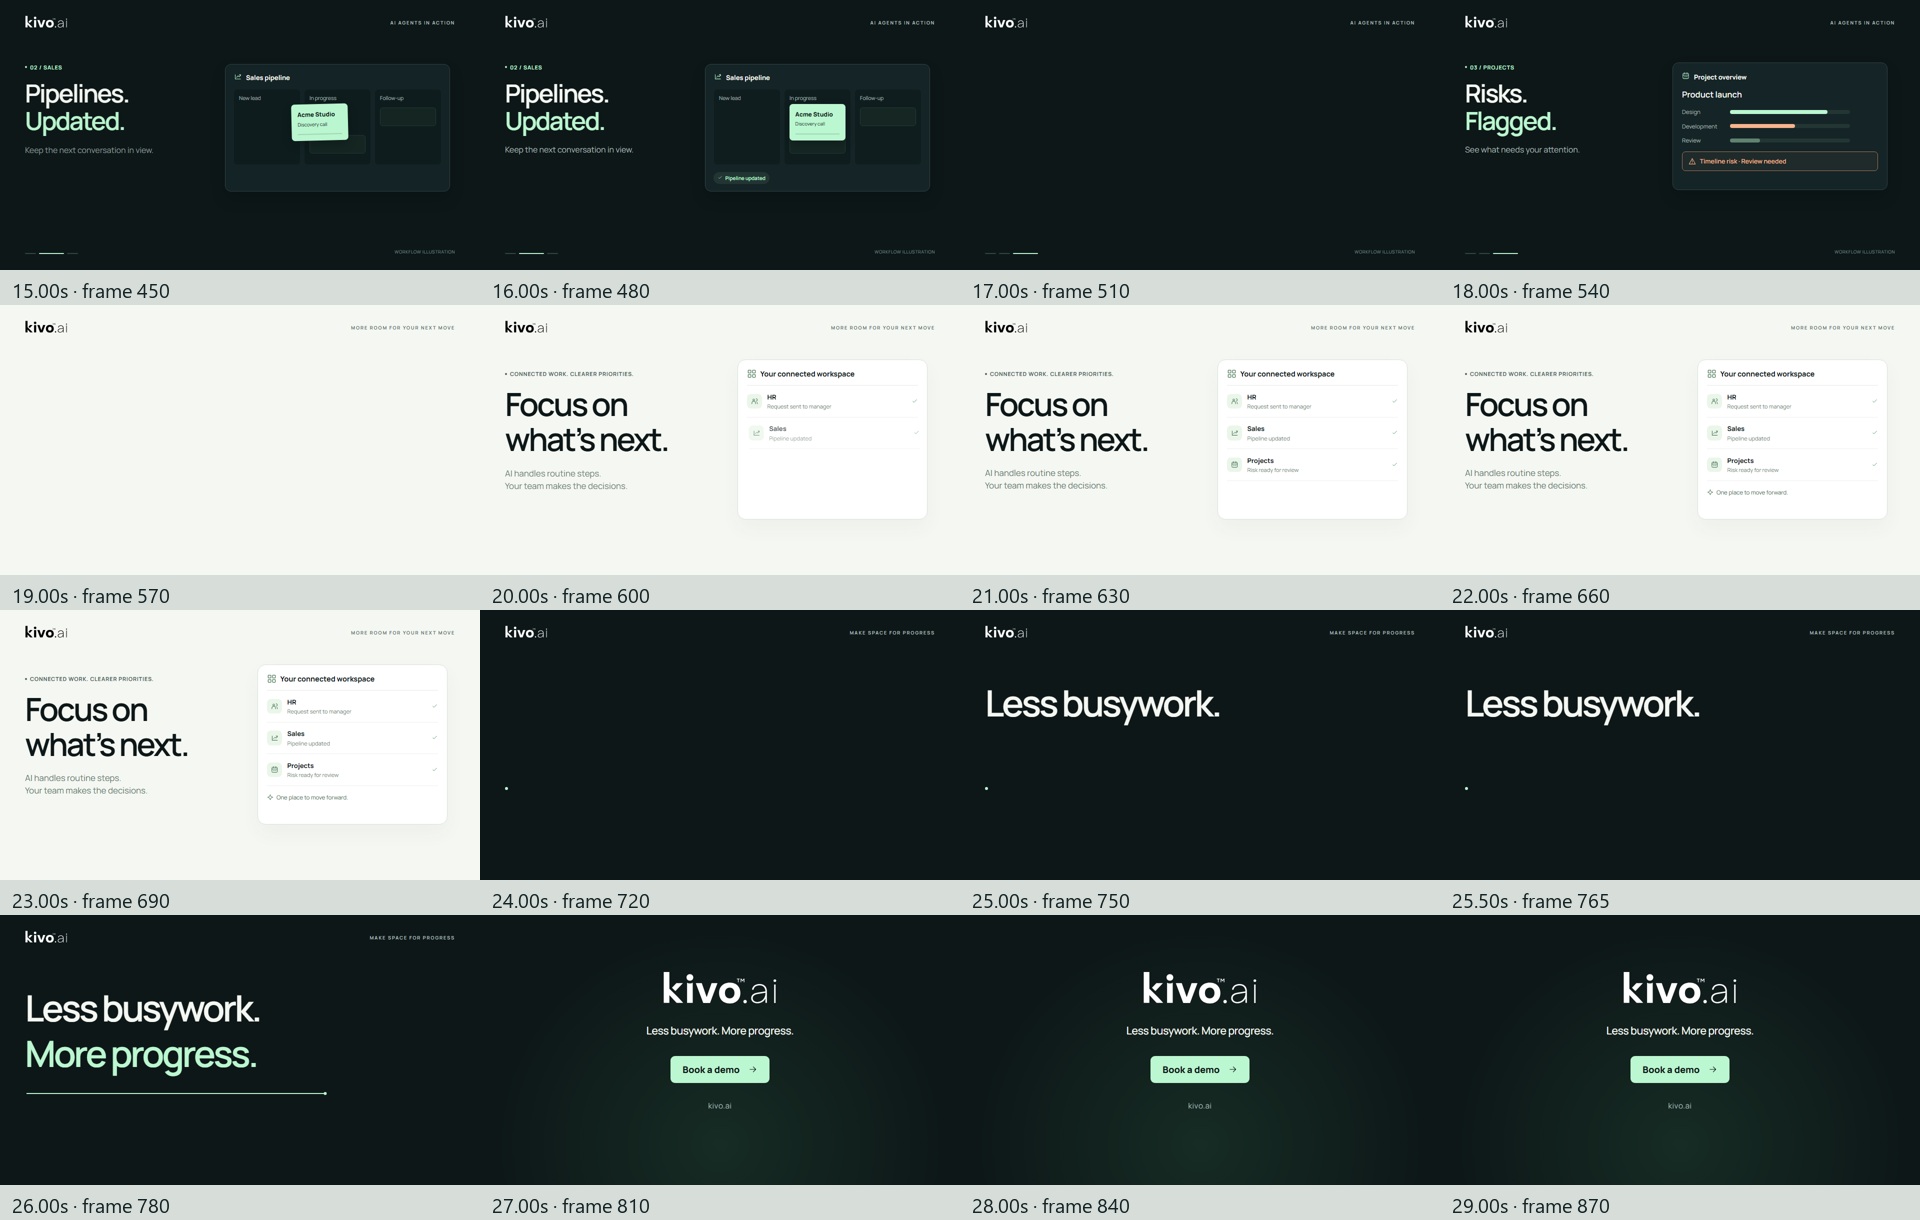 kivo™.ai
AI AGENTS IN ACTION
• 02 / SALES
Pipelines.
Updated.
Keep the next conversation in view.
Sales pipeline
New lead
In progress
Follow-up
Acme Studio
Discovery call
WORKFLOW ILLUSTRATION
15.00s · frame 450
kivo™.ai
AI AGENTS IN ACTION
• 02 / SALES
Pipelines.
Updated.
Keep the next conversation in view.
Sales pipeline
New lead
In progress
Follow-up
Acme Studio
Discovery call
Pipeline updated
WORKFLOW ILLUSTRATION
16.00s · frame 480
kivo™.ai
AI AGENTS IN ACTION
WORKFLOW ILLUSTRATION
17.00s · frame 510
kivo™.ai
AI AGENTS IN ACTION
• 03 / PROJECTS
Risks.
Flagged.
See what needs your attention.
Project overview
Product launch
Design
Development
Review
Timeline risk · Review needed
WORKFLOW ILLUSTRATION
18.00s · frame 540
kivo™.ai
MORE ROOM FOR YOUR NEXT MOVE
19.00s · frame 570
kivo™.ai
MORE ROOM FOR YOUR NEXT MOVE
• CONNECTED WORK. CLEARER PRIORITIES.
Focus on
what's next.
AI handles routine steps.
Your team makes the decisions.
Your connected workspace
HR
Request sent to manager
Sales
Pipeline updated
20.00s · frame 600
kivo™.ai
MORE ROOM FOR YOUR NEXT MOVE
• CONNECTED WORK. CLEARER PRIORITIES.
Focus on
what's next.
AI handles routine steps.
Your team makes the decisions.
Your connected workspace
HR
Request sent to manager
Sales
Pipeline updated
Projects
Risk ready for review
21.00s · frame 630
kivo™.ai
MORE ROOM FOR YOUR NEXT MOVE
• CONNECTED WORK. CLEARER PRIORITIES.
Focus on
what's next.
AI handles routine steps.
Your team makes the decisions.
Your connected workspace
HR
Request sent to manager
Sales
Pipeline updated
Projects
Risk ready for review
One place to move forward.
22.00s · frame 660
kivo™.ai
MORE ROOM FOR YOUR NEXT MOVE
• CONNECTED WORK. CLEARER PRIORITIES.
Focus on
what's next.
AI handles routine steps.
Your team makes the decisions.
Your connected workspace
HR
Request sent to manager
Sales
Pipeline updated
Projects
Risk ready for review
One place to move forward.
23.00s · frame 690
kivo™.ai
MAKE SPACE FOR PROGRESS
24.00s · frame 720
kivo™.ai
MAKE SPACE FOR PROGRESS
Less busywork.
25.00s · frame 750
kivo™.ai
MAKE SPACE FOR PROGRESS
Less busywork.
25.50s · frame 765
kivo™.ai
MAKE SPACE FOR PROGRESS
Less busywork.
More progress.
26.00s · frame 780
kivo™.ai
Less busywork. More progress.
Book a demo →
kivo.ai
27.00s · frame 810
kivo™.ai
Less busywork. More progress.
Book a demo →
kivo.ai
28.00s · frame 840
kivo™.ai
Less busywork. More progress.
Book a demo →
kivo.ai
29.00s · frame 870